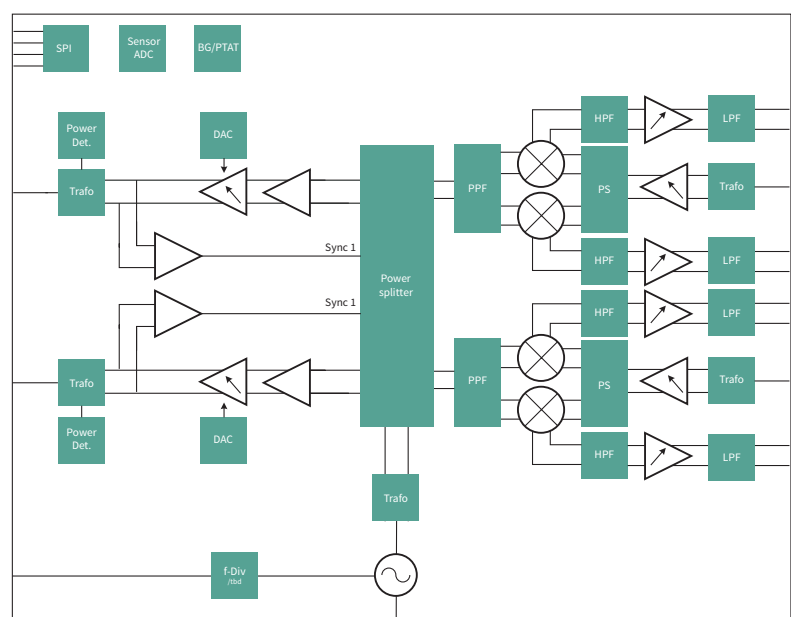 SPI
Sensor
ADC
BG/PTAT
Power
Det.
DAC
HPF
LPF
Trafo
PPF
PS
Trafo
Sync 1
Power
splitter
HPF
LPF
Sync 1
HPF
LPF
Trafo
PPF
PS
Trafo
Power
Det.
DAC
HPF
LPF
Trafo
f-Div
/tbd